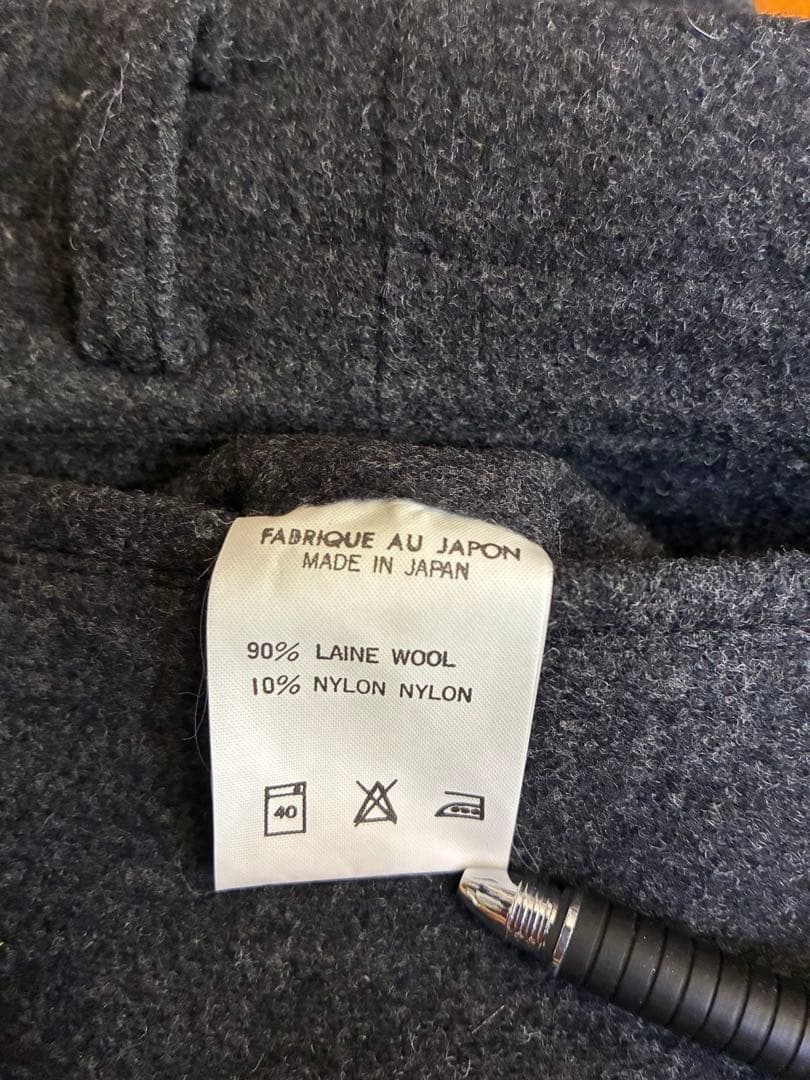 FABRIQUE AU JAPON
MADE IN JAPAN
90% LAINE WOOL
10% NYLON NYLON
40